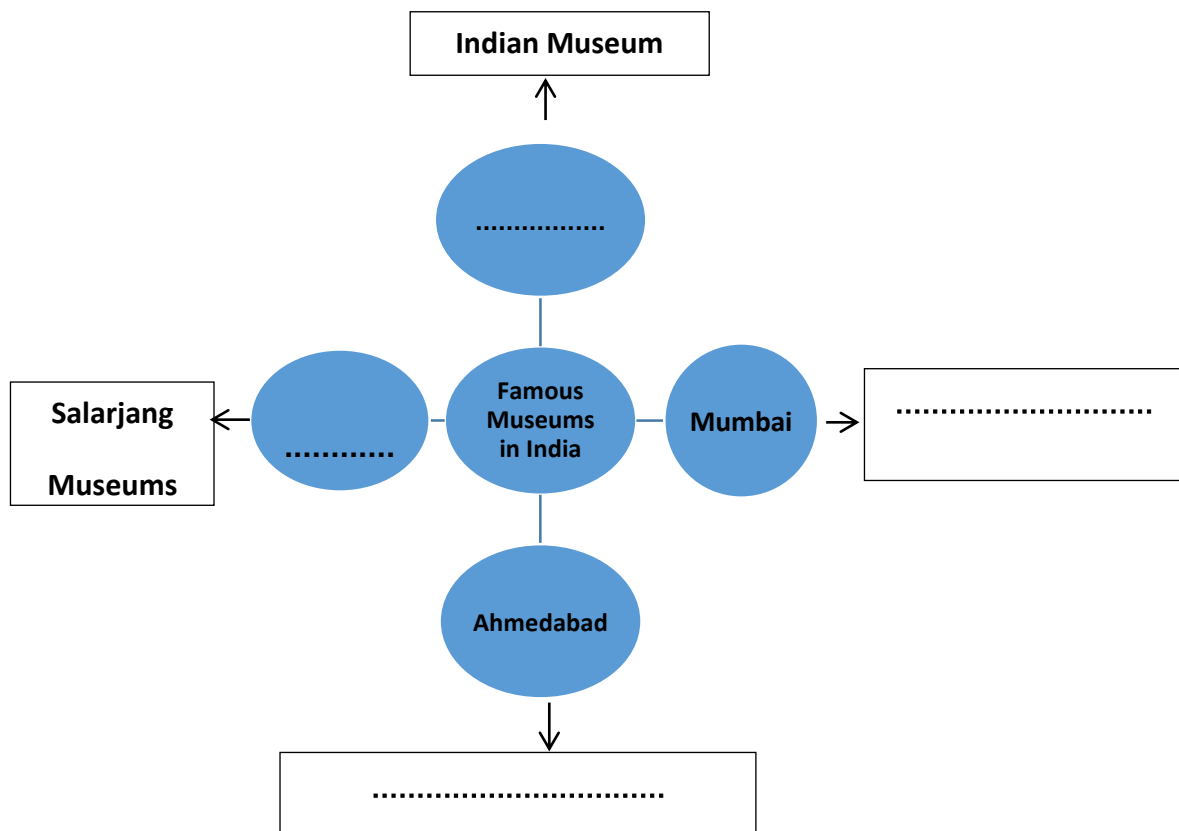 Indian Museum
.................
Famous
Museums
in India
Mumbai
............................
Salarjang
Museums
............
Ahmedabad
................................